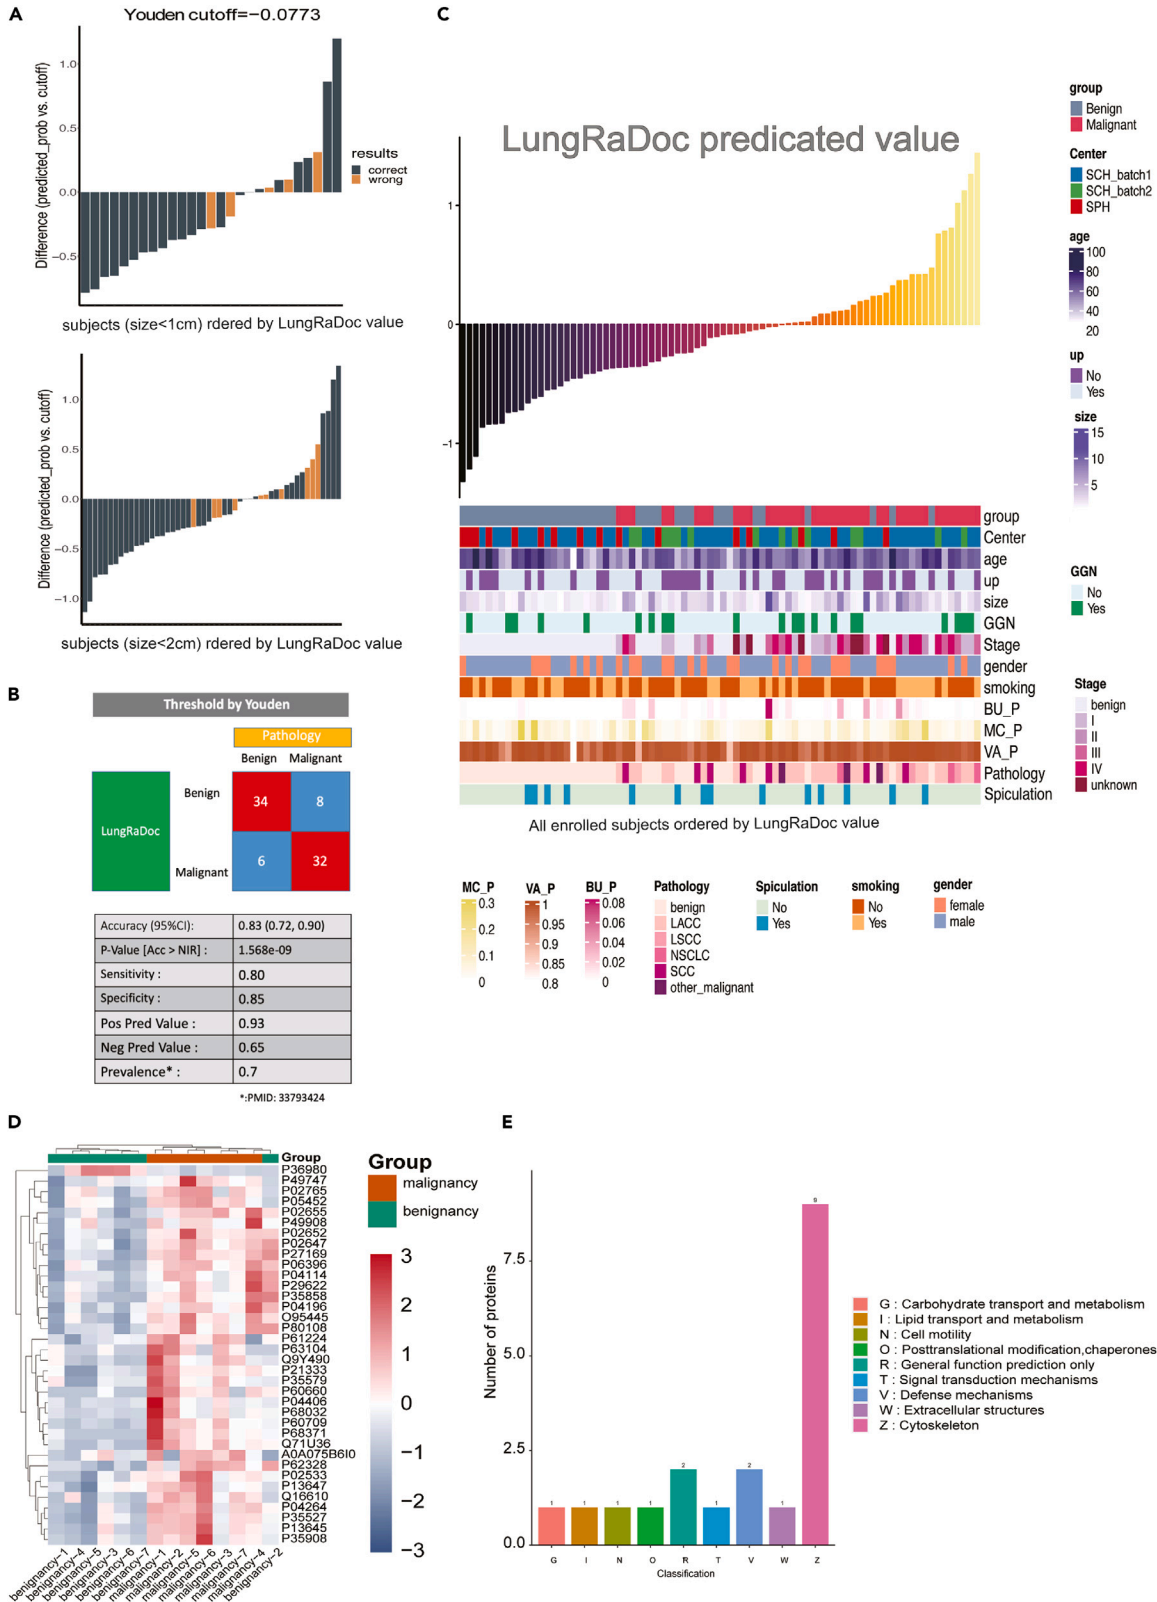 A
Youden cutoff=−0.0773
Difference (predicted_prob vs. cutoff)
1.0
0.5
0.0
−0.5
results
correct
wrong
subjects (size<1cm) rdered by LungRaDoc value
Difference (predicted_prob vs. cutoff)
1.0
0.5
0.0
−0.5
−1.0
subjects (size<2cm) rdered by LungRaDoc value
B
Threshold by Youden
Pathology
Benign Malignant
LungRaDoc
Benign
34 8
Malignant
6 32
Accuracy (95%CI): 0.83 (0.72, 0.90)
P-Value [Acc > NIR] : 1.568e-09
Sensitivity : 0.80
Specificity : 0.85
Pos Pred Value : 0.93
Neg Pred Value : 0.65
Prevalence* : 0.7
*:PMID: 33793424
C
LungRaDoc predicated value
1
0
−1
group
Center
age
up
size
GGN
Stage
gender
smoking
BU_P
MC_P
VA_P
Pathology
Spiculation
All enrolled subjects ordered by LungRaDoc value
group
Benign
Malignant
Center
SCH_batch1
SCH_batch2
SPH
age
100
80
60
40
20
up
No
Yes
size
15
10
5
GGN
No
Yes
Stage
benign
I
II
III
IV
unknown
MC_P
0.3
0.2
0.1
0
VA_P
1
0.95
0.9
0.85
0.8
BU_P
0.08
0.06
0.04
0.02
0
Pathology
benign
LACC
LSCC
NSCLC
SCC
other_malignant
Spiculation
No
Yes
smoking
No
Yes
gender
female
male
D
Group
P36980
P49747
P02765
P05452
P02655
P49908
P02652
P02647
P27169
P06396
P04114
P29622
P35858
P04196
O95445
P80108
P61224
P63104
Q9Y490
P21333
P35579
P60660
P04406
P68032
P60709
P68371
Q71U36
A0A075B6I0
P62328
P02533
P13647
Q16610
P04264
P35527
P13645
P35908
benignancy−1
benignancy−4
benignancy−5
benignancy−3
benignancy−6
benignancy−7
malignancy−1
malignancy−2
malignancy−5
malignancy−6
malignancy−3
malignancy−7
malignancy−4
benignancy−2
Group
malignancy
benignancy
3
2
1
0
−1
−2
−3
E
Number of proteins
7.5
5.0
2.5
0.0
1 1 1 1 2 1 2 1 9
G I N O R T V W Z
Classification
G : Carbohydrate transport and metabolism
I : Lipid transport and metabolism
N : Cell motility
O : Posttranslational modification,chaperones
R : General function prediction only
T : Signal transduction mechanisms
V : Defense mechanisms
W : Extracellular structures
Z : Cytoskeleton